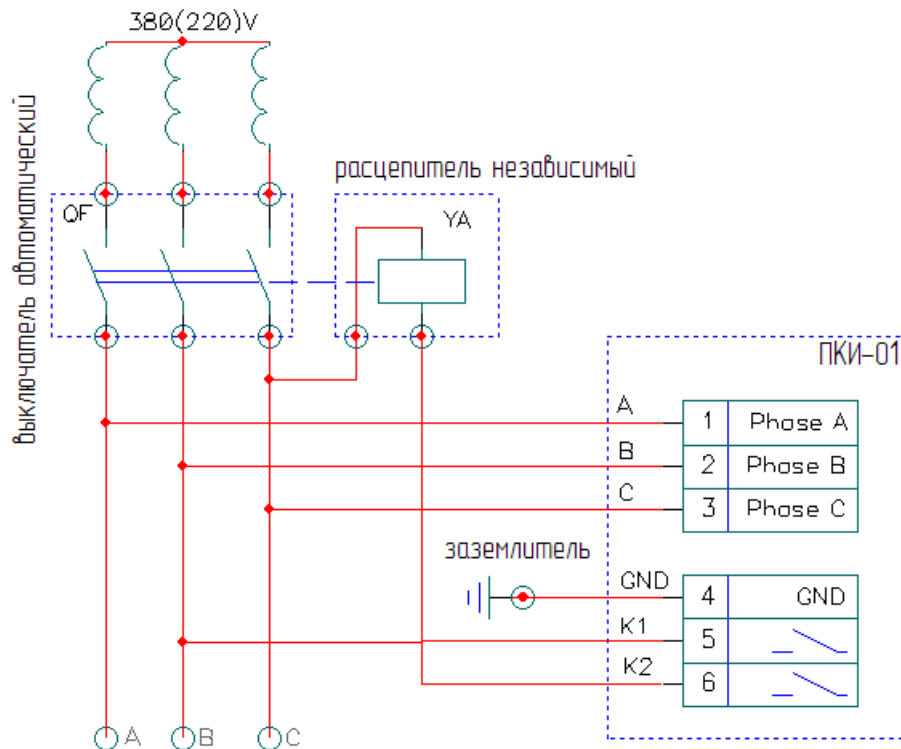 380(220)V
выключатель автоматический
расцепитель независимый
QF
YA
ПКИ-01
A
1 Phase A
B
2 Phase B
C
3 Phase C
заземлитель
GND
4 GND
K1
5
K2
6
A
B
C